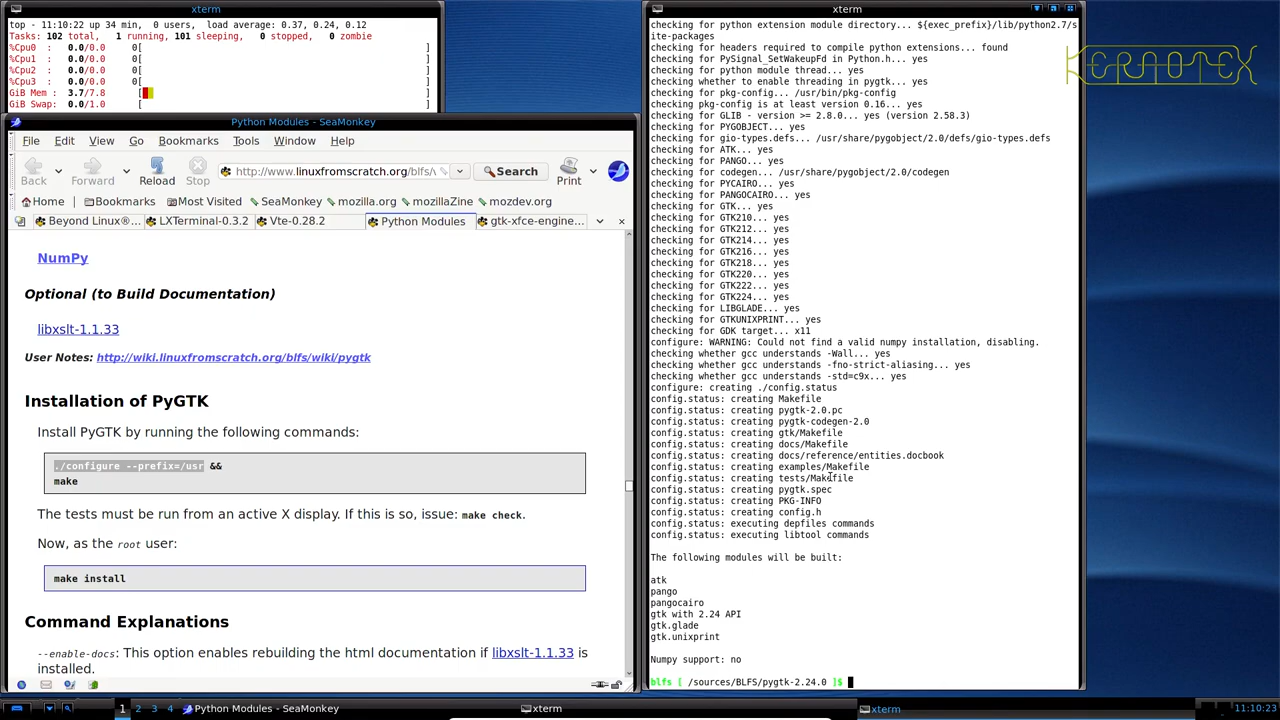 xterm
top - 11:10:22 up 34 min,  0 users,  load average: 0.37, 0.24, 0.12
Tasks: 102 total,   1 running, 101 sleeping,   0 stopped,   0 zombie
%Cpu0  :   0.0/0.0     0[                                                    ]
%Cpu1  :   0.0/0.0     0[                                                    ]
%Cpu2  :   0.0/0.0     0[                                                    ]
%Cpu3  :   0.0/0.0     0[                                                    ]
GiB Mem :  3.7/7.8      [                                                    ]
GiB Swap:  0.0/1.0      [                                                    ]
Python Modules - SeaMonkey
File Edit View Go Bookmarks Tools Window Help
Back Forward Reload Stop http://www.linuxfromscratch.org/blfs/ Search Print
Home Bookmarks Most Visited SeaMonkey mozilla.org mozillaZine mozdev.org
Beyond Linux®... LXTerminal-0.3.2 Vte-0.28.2 Python Modules gtk-xfce-engine...
NumPy
Optional (to Build Documentation)
libxslt-1.1.33
User Notes: http://wiki.linuxfromscratch.org/blfs/wiki/pygtk
Installation of PyGTK
Install PyGTK by running the following commands:
./configure --prefix=/usr &&
make
The tests must be run from an active X display. If this is so, issue: make check.
Now, as the root user:
make install
Command Explanations
--enable-docs: This option enables rebuilding the html documentation if libxslt-1.1.33 is
installed.
xterm
checking for python extension module directory... ${exec_prefix}/lib/python2.7/s
ite-packages
checking for headers required to compile python extensions... found
checking for PySignal_SetWakeupFd in Python.h... yes
checking for python module thread... yes
checking whether to enable threading in pygtk... yes
checking for pkg-config... /usr/bin/pkg-config
checking pkg-config is at least version 0.16... yes
checking for GLIB - version >= 2.8.0... yes (version 2.58.3)
checking for PYGOBJECT... yes
checking for gio-types.defs... /usr/share/pygobject/2.0/defs/gio-types.defs
checking for ATK... yes
checking for PANGO... yes
checking for codegen... /usr/share/pygobject/2.0/codegen
checking for PYCAIRO... yes
checking for PANGOCAIRO... yes
checking for GTK... yes
checking for GTK210... yes
checking for GTK212... yes
checking for GTK214... yes
checking for GTK216... yes
checking for GTK218... yes
checking for GTK220... yes
checking for GTK222... yes
checking for GTK224... yes
checking for LIBGLADE... yes
checking for GTKUNIXPRINT... yes
checking for GDK target... x11
configure: WARNING: Could not find a valid numpy installation, disabling.
checking whether gcc understands -Wall... yes
checking whether gcc understands -fno-strict-aliasing... yes
checking whether gcc understands -std=c9x... yes
configure: creating ./config.status
config.status: creating Makefile
config.status: creating pygtk-2.0.pc
config.status: creating pygtk-codegen-2.0
config.status: creating gtk/Makefile
config.status: creating docs/Makefile
config.status: creating docs/reference/entities.docbook
config.status: creating examples/Makefile
config.status: creating tests/Makefile
config.status: creating pygtk.spec
config.status: creating PKG-INFO
config.status: creating config.h
config.status: executing depfiles commands
config.status: executing libtool commands
The following modules will be built:
atk
pango
pangocairo
gtk with 2.24 API
gtk.glade
gtk.unixprint
Numpy support: no
blfs [ /sources/BLFS/pygtk-2.24.0 ]$
1 2 3 4 Python Modules - SeaMonkey xterm xterm 11:10:23